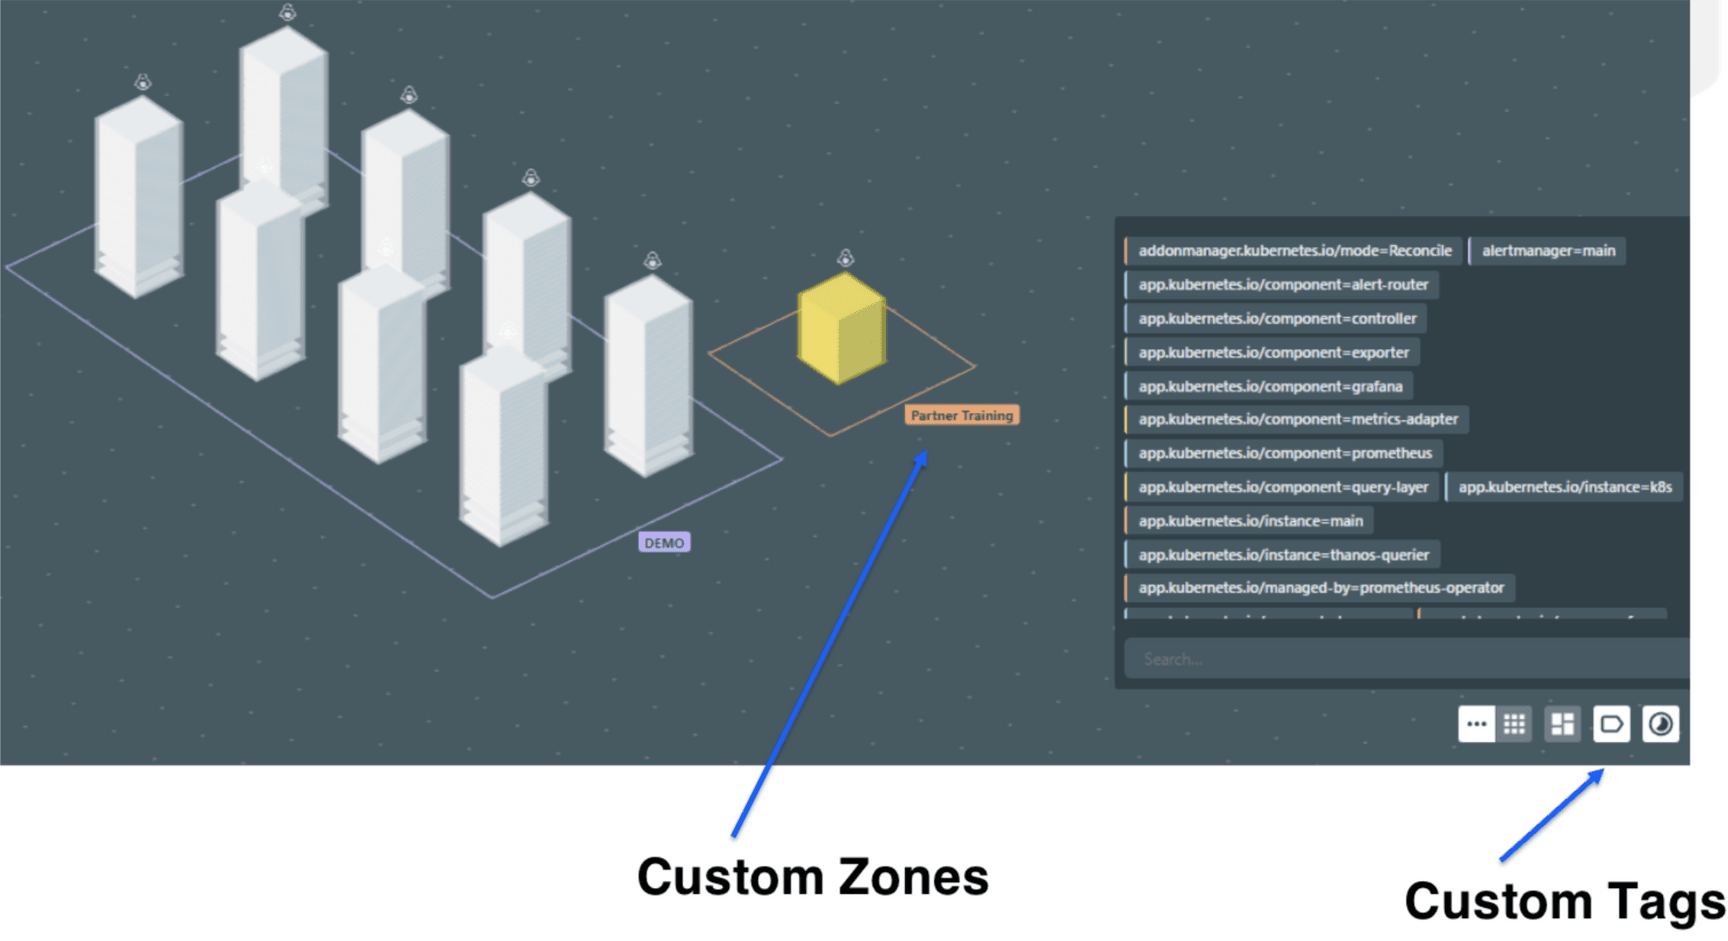 addonmanager.kubernetes.io/mode=Reconcile alertmanager=main
app.kubernetes.io/component=alert-router
app.kubernetes.io/component=controller
app.kubernetes.io/component=exporter
app.kubernetes.io/component=grafana
app.kubernetes.io/component=metrics-adapter
app.kubernetes.io/component=prometheus
app.kubernetes.io/component=query-layer app.kubernetes.io/instance=k8s
app.kubernetes.io/instance=main
app.kubernetes.io/instance=thanos-querier
app.kubernetes.io/managed-by=prometheus-operator
Search...
Partner Training
DEMO
Custom Zones
Custom Tags